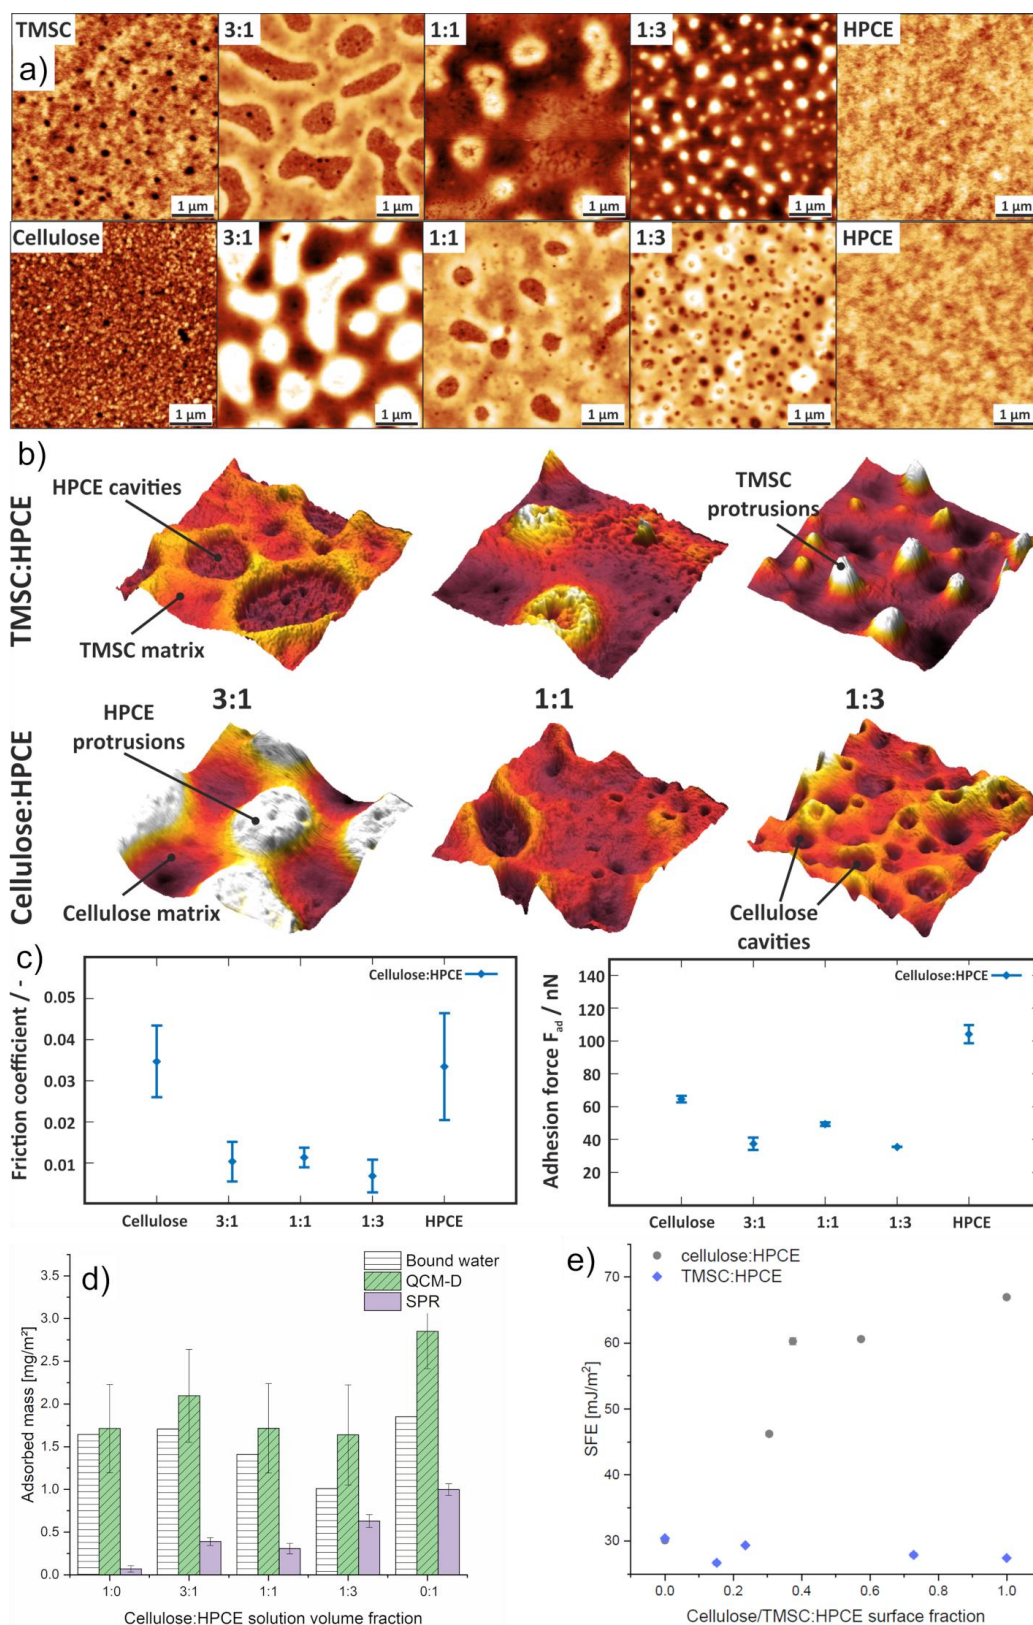 TMSC
3:1
1:1
1:3
HPCE
a)
1 µm
1 µm
1 µm
1 µm
1 µm
Cellulose
3:1
1:1
1:3
HPCE
1 µm
1 µm
1 µm
1 µm
1 µm
b)
TMSC:HPCE
HPCE cavities
TMSC matrix
TMSC
protrusions
3:1
1:1
1:3
Cellulose:HPCE
HPCE
protrusions
Cellulose matrix
Cellulose
cavities
c)
Friction coefficient / -
Cellulose:HPCE
0.05
0.04
0.03
0.02
0.01
Cellulose
3:1
1:1
1:3
HPCE
Adhesion force Fad / nN
Cellulose:HPCE
140
120
100
80
60
40
20
Cellulose
3:1
1:1
1:3
HPCE
d)
Bound water
QCM-D
SPR
Adsorbed mass [mg/m²]
3.5
3.0
2.5
2.0
1.5
1.0
0.5
0.0
1:0
3:1
1:1
1:3
0:1
Cellulose:HPCE solution volume fraction
e)
cellulose:HPCE
TMSC:HPCE
SFE [mJ/m²]
70
60
50
40
30
0.0
0.2
0.4
0.6
0.8
1.0
Cellulose/TMSC:HPCE surface fraction